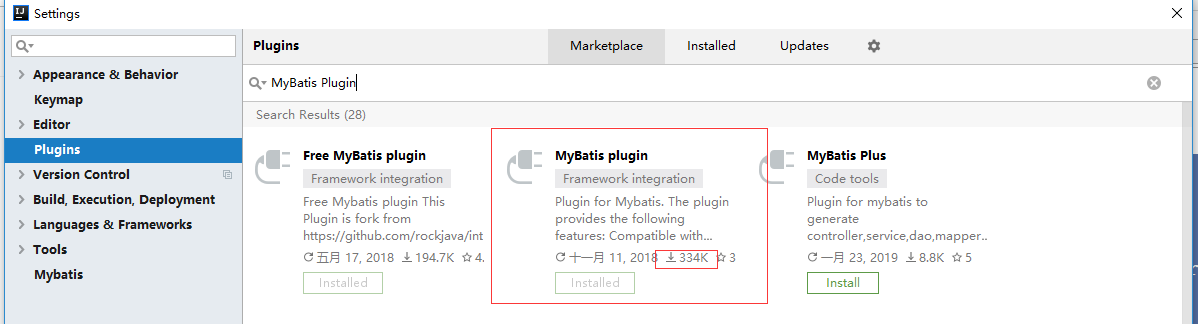 Settings
Plugins
Marketplace
Installed
Updates
MyBatis Plugin
Search Results (28)
Appearance & Behavior
Keymap
Editor
Plugins
Version Control
Build, Execution, Deployment
Languages & Frameworks
Tools
Mybatis
Free MyBatis plugin
Framework integration
Free Mybatis plugin This
Plugin is fork from
https://github.com/rockjava/int
五月 17, 2018 194.7K 4.
Installed
MyBatis plugin
Framework integration
Plugin for Mybatis. The plugin
provides the following
features: Compatible with...
十一月 11, 2018 334K 3
Installed
MyBatis Plus
Code tools
Plugin for mybatis to
generate
controller,service,dao,mapper..
一月 23, 2019 8.8K 5
Install